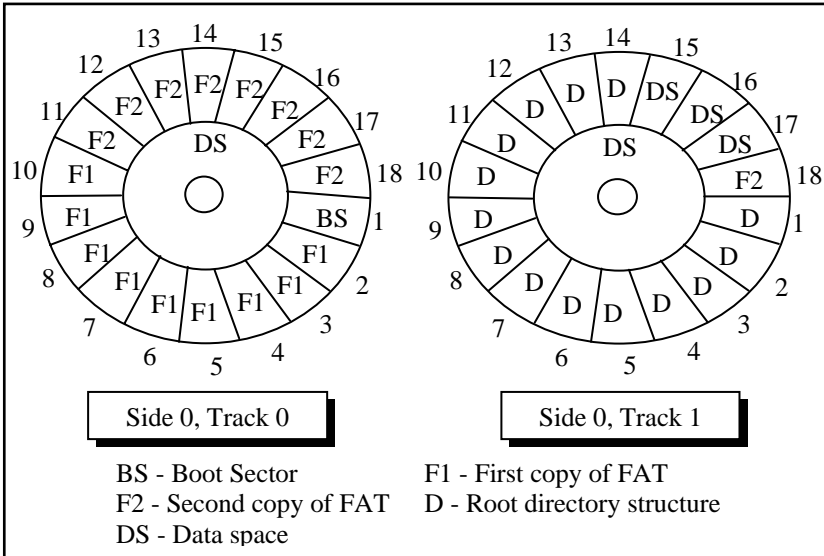 13 14 15
12 F2 F2 F2 16
11 F2 F2 17
F2 DS F2
10 F1 F2 18
9 F1 BS 1
8 F1 F1 2
7 F1 F1 F1 F1 F1 3
6 5 4
13 14 15
12 D D DS 16
11 D DS 17
D DS DS
10 D F2 18
9 D D 1
8 D D 2
7 D D D D D D 3
6 5 4
Side 0, Track 0
Side 0, Track 1
BS - Boot Sector
F1 - First copy of FAT
F2 - Second copy of FAT
D - Root directory structure
DS - Data space